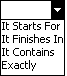 It Starts For
It Finishes In
It Contains
Exactly